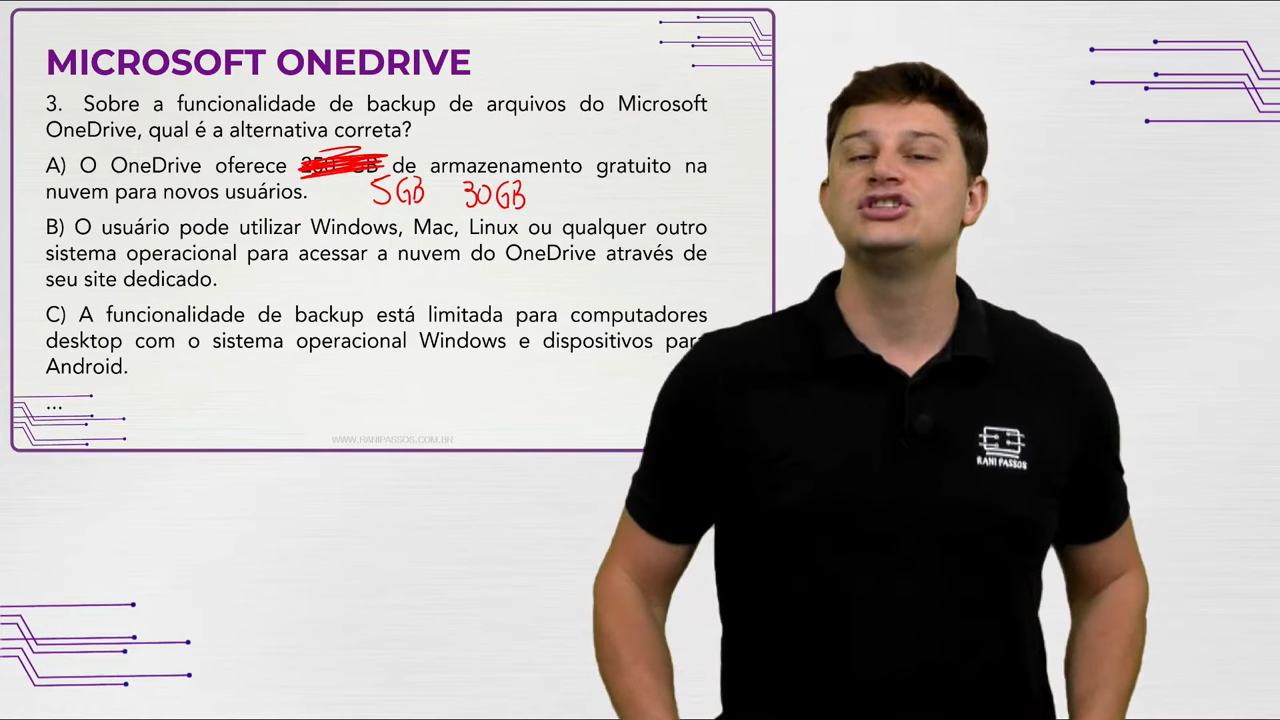 MICROSOFT ONEDRIVE
3. Sobre a funcionalidade de backup de arquivos do Microsoft
OneDrive, qual é a alternativa correta?
A) O OneDrive oferece GB de armazenamento gratuito na
nuvem para novos usuários. 5GB 30GB
B) O usuário pode utilizar Windows, Mac, Linux ou qualquer outro
sistema operacional para acessar a nuvem do OneDrive através de
seu site dedicado.
C) A funcionalidade de backup está limitada para computadores
desktop com o sistema operacional Windows e dispositivos para
Android.
...
WWW.RANIPASSOS.COM.BR
RANI PASSOS